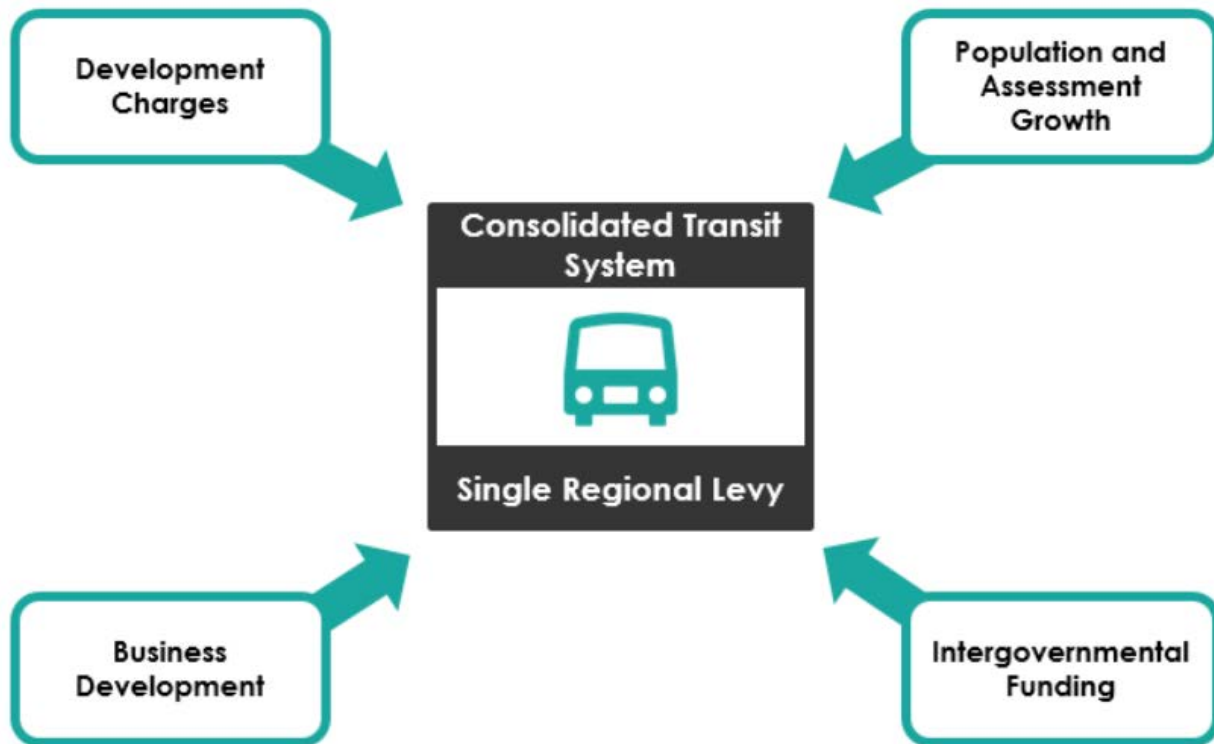 Development
Charges
Population and
Assessment
Growth
Consolidated Transit
System
Single Regional Levy
Business
Development
Intergovernmental
Funding